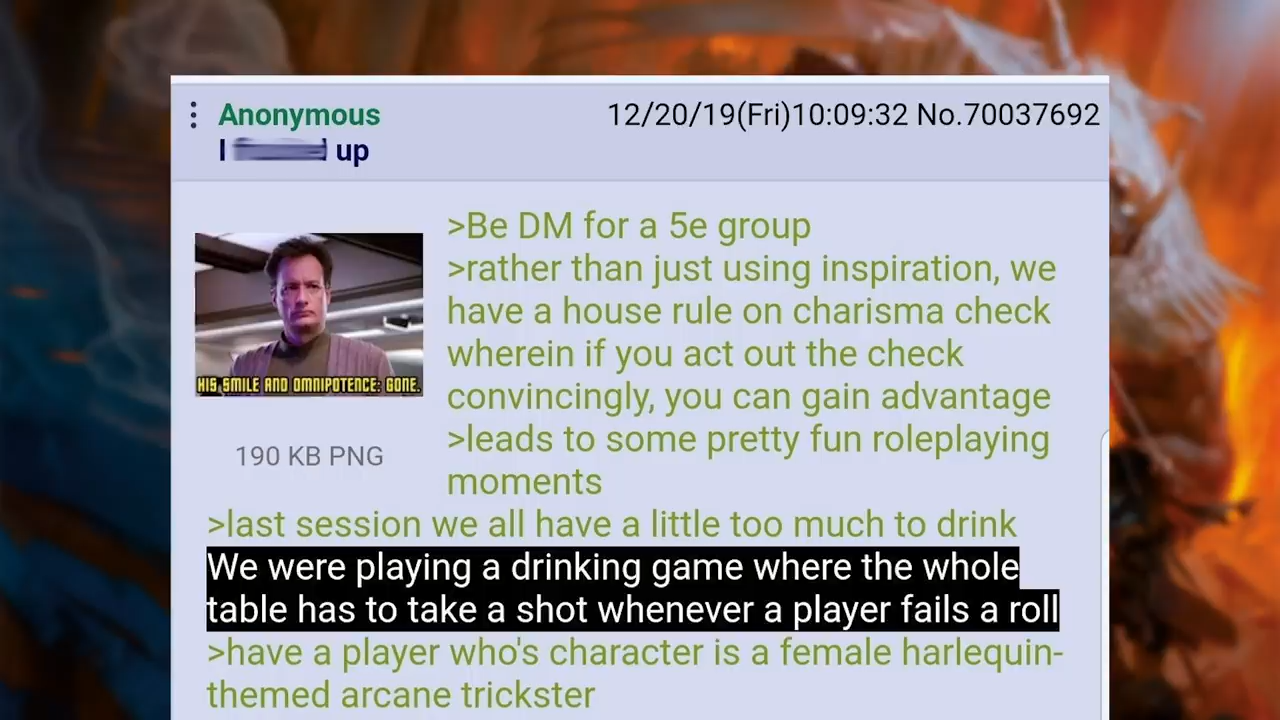 Anonymous
12/20/19(Fri)10:09:32 No.70037692
I up
HIS SMILE AND OMNIPOTENCE: GONE.
190 KB PNG
>Be DM for a 5e group
>rather than just using inspiration, we
have a house rule on charisma check
wherein if you act out the check
convincingly, you can gain advantage
>leads to some pretty fun roleplaying
moments
>last session we all have a little too much to drink
We were playing a drinking game where the whole
table has to take a shot whenever a player fails a roll
>have a player who's character is a female harlequin-
themed arcane trickster